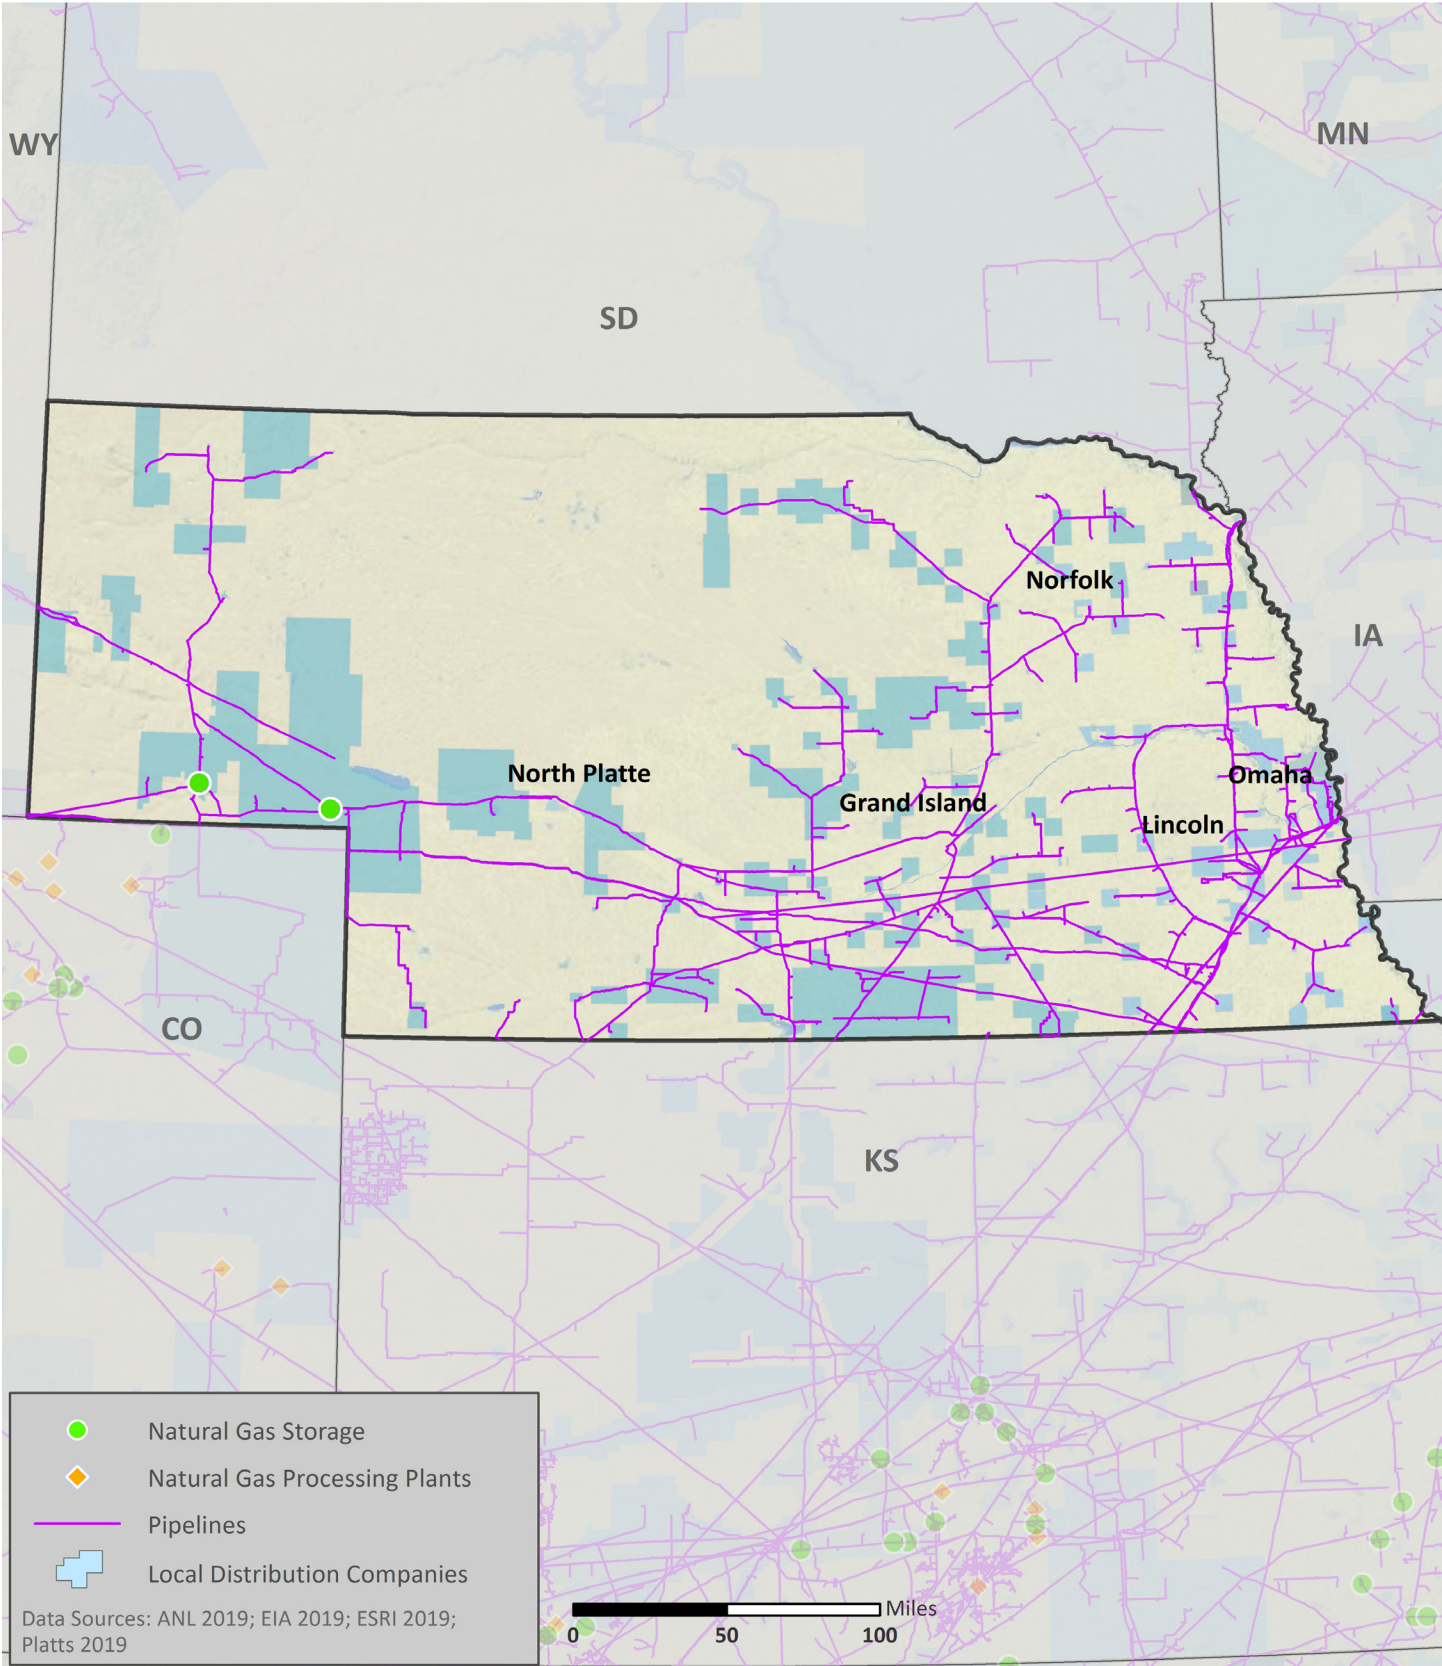 WY
MN
SD
Norfolk
IA
North Platte
Omaha
Grand Island
Lincoln
CO
KS
Natural Gas Storage
Natural Gas Processing Plants
Pipelines
Local Distribution Companies
Data Sources: ANL 2019; EIA 2019; ESRI 2019;
Platts 2019
Miles
0 50 100